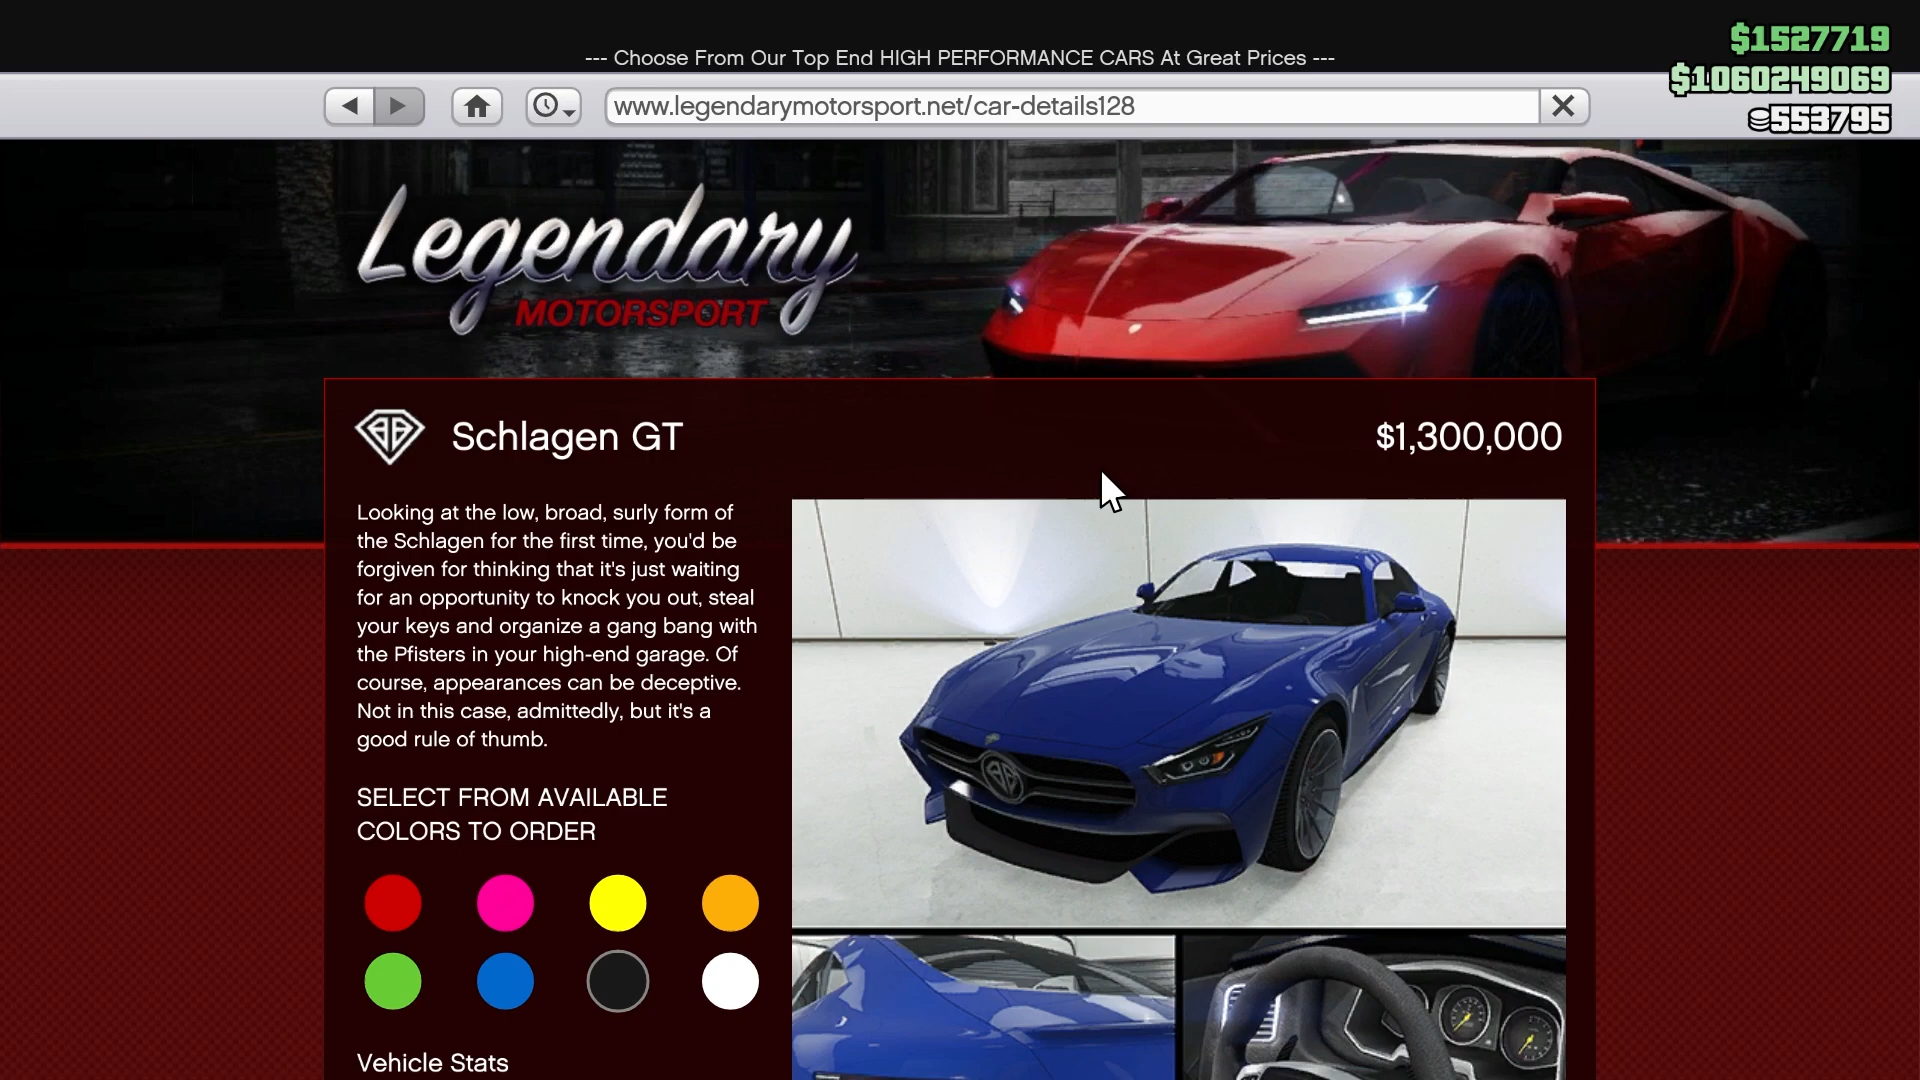 --- Choose From Our Top End HIGH PERFORMANCE CARS At Great Prices ---
$1527719
$1060249069
553795
www.legendarymotorsport.net/car-details128
Legendary
MOTORSPORT
Schlagen GT
$1,300,000
Looking at the low, broad, surly form of
the Schlagen for the first time, you'd be
forgiven for thinking that it's just waiting
for an opportunity to knock you out, steal
your keys and organize a gang bang with
the Pfisters in your high-end garage. Of
course, appearances can be deceptive.
Not in this case, admittedly, but it's a
good rule of thumb.
SELECT FROM AVAILABLE
COLORS TO ORDER
Vehicle Stats